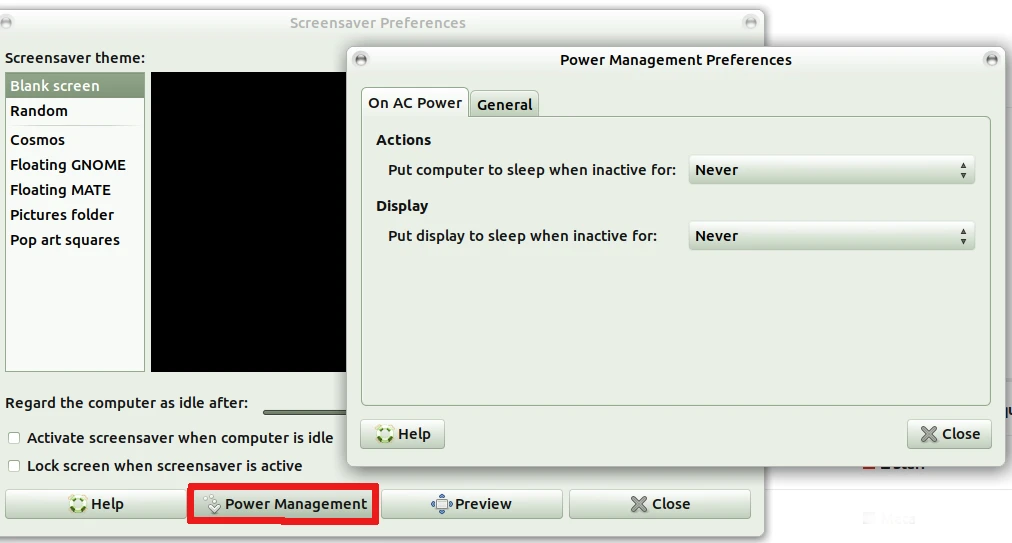 Screensaver Preferences
Screensaver theme:
Blank screen
Random
Cosmos
Floating GNOME
Floating MATE
Pictures folder
Pop art squares
Regard the computer as idle after:
Activate screensaver when computer is idle
Lock screen when screensaver is active
Help
Power Management
Preview
Close
Power Management Preferences
On AC Power
General
Actions
Put computer to sleep when inactive for:
Never
Display
Put display to sleep when inactive for:
Never
Help
Close